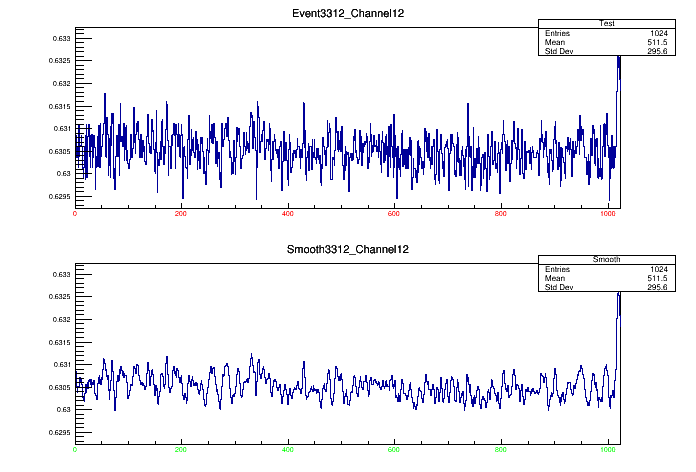 Event3312_Channel12
Test
Entries 1024
Mean 511.5
Std Dev 295.6
0.633
0.6325
0.632
0.6315
0.631
0.6305
0.63
0.6295
0 200 400 600 800 1000
Smooth3312_Channel12
Smooth
Entries 1024
Mean 511.5
Std Dev 295.6
0.633
0.6325
0.632
0.6315
0.631
0.6305
0.63
0.6295
0 200 400 600 800 1000